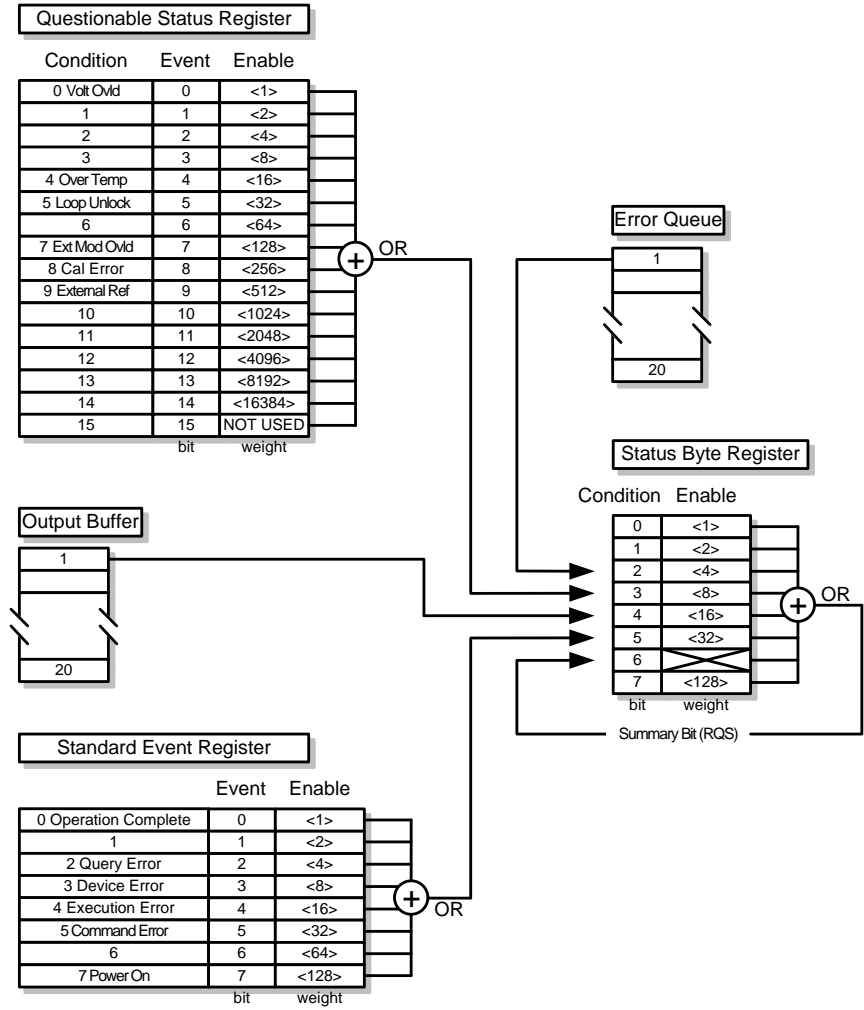 Questionable Status Register
Condition Event Enable
0 Volt Ovld 0 <1>
1 1 <2>
2 2 <4>
3 3 <8>
4 Over Temp 4 <16>
5 Loop Unlock 5 <32>
6 6 <64>
7 Ext Mod Ovld 7 <128>
8 Cal Error 8 <256>
9 External Ref 9 <512>
10 10 <1024>
11 11 <2048>
12 12 <4096>
13 13 <8192>
14 14 <16384>
15 15 NOT USED
bit weight
+ OR
Error Queue
1
20
Output Buffer
1
20
Status Byte Register
Condition Enable
0 <1>
1 <2>
2 <4>
3 <8>
4 <16>
5 <32>
6
7 <128>
bit weight
+ OR
Summary Bit (RQS)
Standard Event Register
Event Enable
0 Operation Complete 0 <1>
1 1 <2>
2 Query Error 2 <4>
3 Device Error 3 <8>
4 Execution Error 4 <16>
5 Command Error 5 <32>
6 6 <64>
7 Power On 7 <128>
bit weight
+ OR